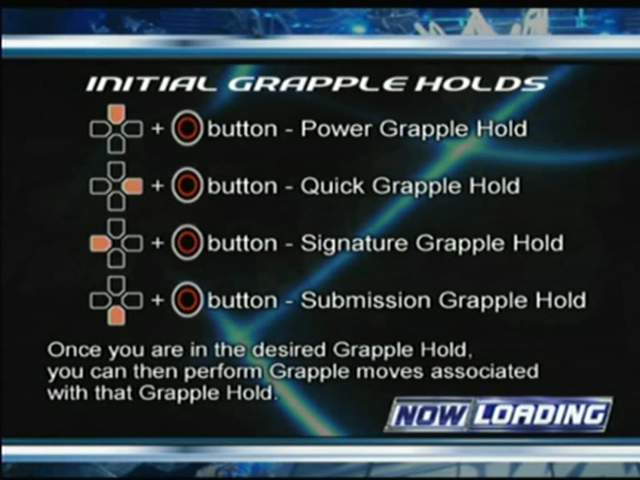 INITIAL GRAPPLE HOLDS
+ button - Power Grapple Hold
+ button - Quick Grapple Hold
+ button - Signature Grapple Hold
+ button - Submission Grapple Hold
Once you are in the desired Grapple Hold,
you can then perform Grapple moves associated
with that Grapple Hold.
NOW LOADING